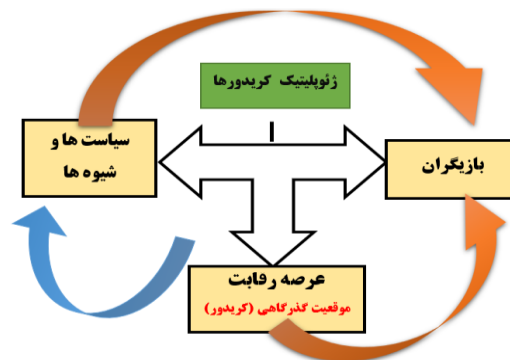 ژئوپلیتیک کریدورها
سیاست ها و
شیوه ها
بازیگران
عرصه رقابت
موقعیت گذرگاهی (کریدور)